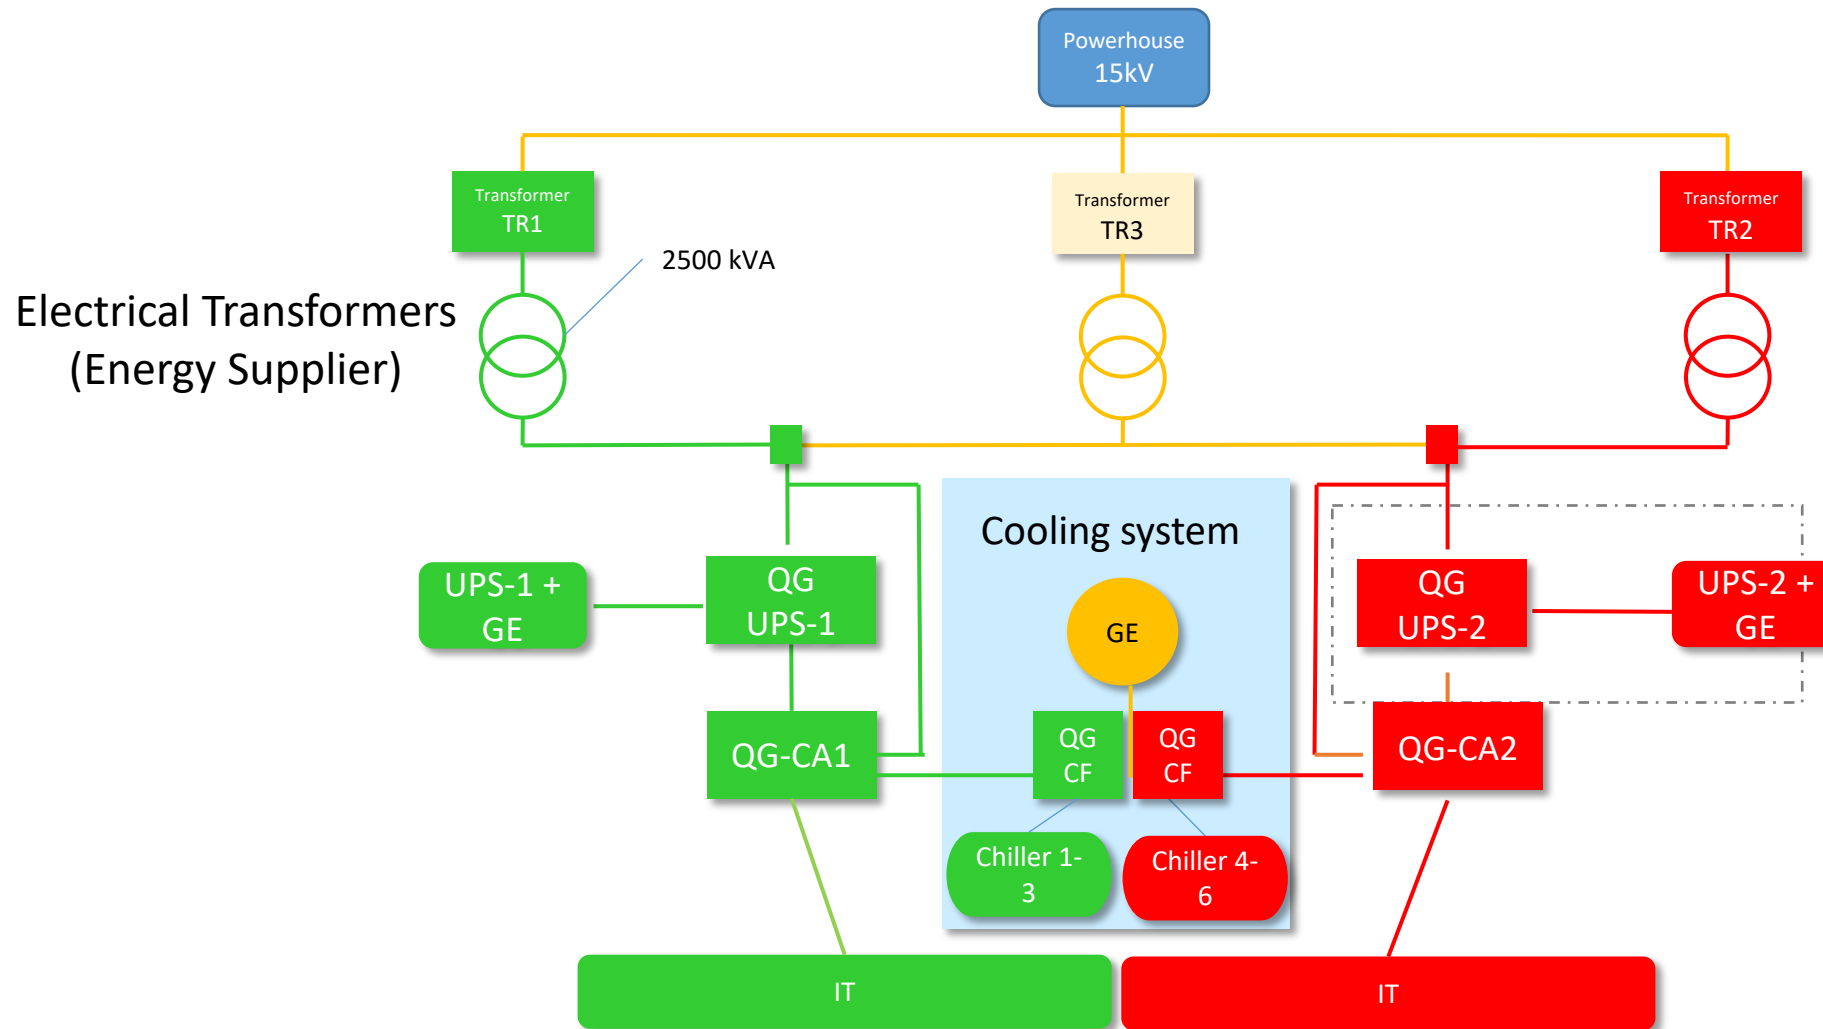 Powerhouse
15kV
Transformer
TR1
Transformer
TR3
Transformer
TR2
2500 kVA
Electrical Transformers
(Energy Supplier)
Cooling system
UPS-1 +
GE
QG
UPS-1
GE
QG
UPS-2
UPS-2 +
GE
QG-CA1
QG
CF
QG
CF
QG-CA2
Chiller 1-
3
Chiller 4-
6
IT
IT